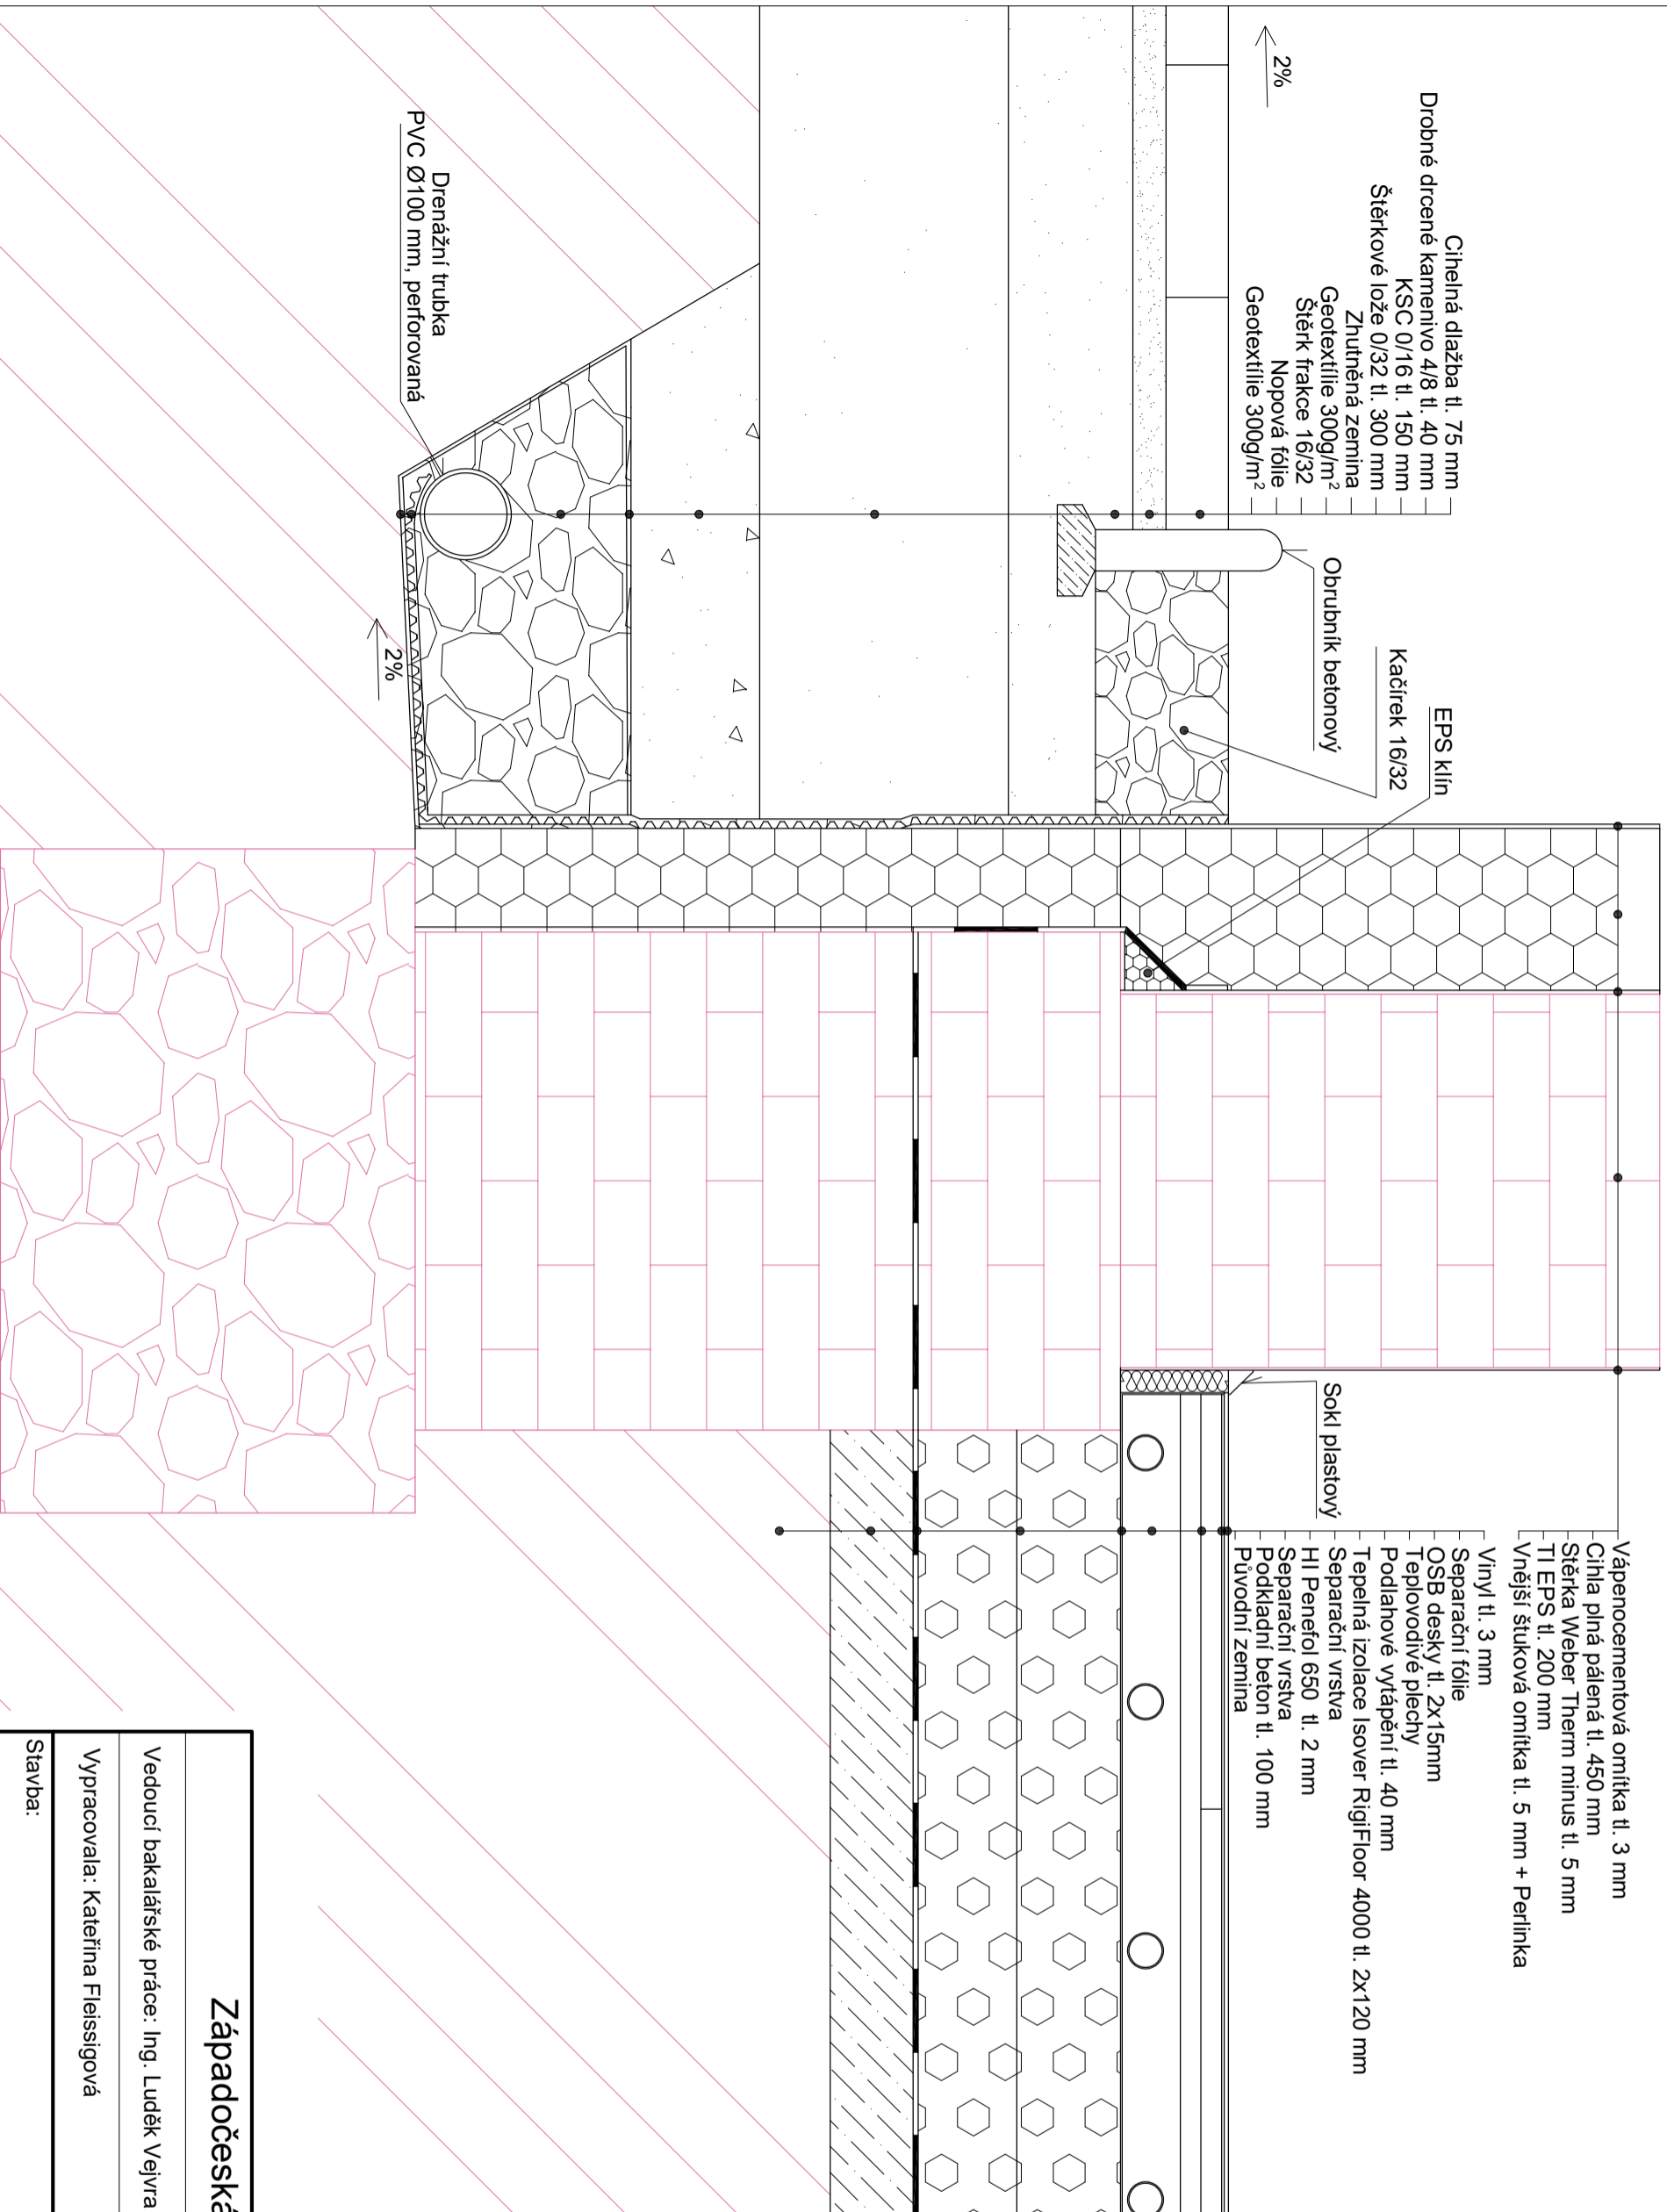 Vápenocementová omítka tl. 3 mm
Cihla plná pálená tl. 450 mm
Stěrka Weber Therm minus tl. 5 mm
TI EPS tl. 200 mm
Vnější štuková omítka tl. 5 mm + Perlinka
Vinyl tl. 3 mm
Separační fólie
OSB desky tl. 2x15mm
Teplovodivé plechy
Podlahové vytápění tl. 40 mm
Tepelná izolace Isover RigiFloor 4000 tl. 2x120 mm
Separační vrstva
HI Penefol 650 tl. 2 mm
Separační vrstva
Podkladní beton tl. 100 mm
Původní zemina
Cihelná dlažba tl. 75 mm
Drobné drcené kamenivo 4/8 tl. 40 mm
KSC 0/16 tl. 150 mm
Štěrkové lože 0/32 tl. 300 mm
Zhutněná zemina
Geotextílie 300g/m²
Štěrk frakce 16/32
Nopová fólie
Geotextílie 300g/m²
2%
EPS klín
Kačírek 16/32
Obrubník betonový
Sokl plastový
Drenážní trubka
PVC Ø100 mm, perforovaná
2%
Západočeská
Vedoucí bakalářské práce: Ing. Luděk Vejvra
Vypracovala: Kateřina Fleissigová
Stavba: